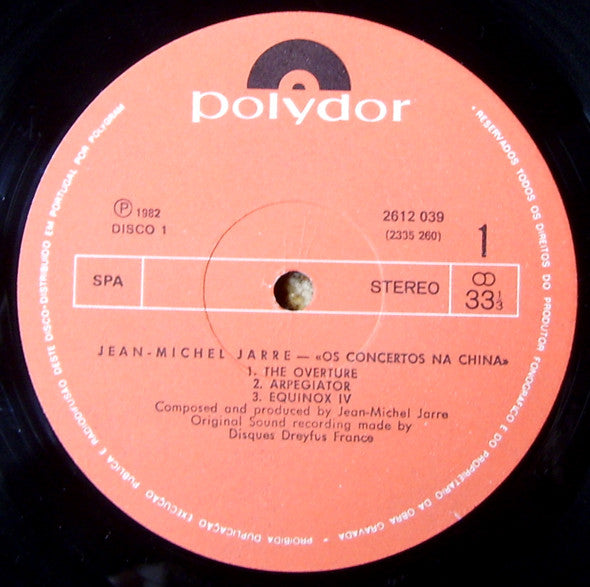 polydor
Ⓟ 1982
DISCO 1
2612 039
(2335 260)
1
SPA
STEREO
33⅓
JEAN-MICHEL JARRE — «OS CONCERTOS NA CHINA»
1. THE OVERTURE
2. ARPEGIATOR
3. EQUINOX IV
Composed and produced by Jean-Michel Jarre
Original Sound recording made by
Disques Dreyfus France
• RESERVADOS TODOS OS DIREITOS DO PRODUTOR FONOGRÁFICO E DO PROPRIETÁRIO DA OBRA GRAVADA • PROIBIDA DUPLICAÇÃO EXECUÇÃO PÚBLICA E RADIODIFUSÃO DESTE DISCO-DISTRIBUIDO EM PORTUGAL POR POLYGRAM